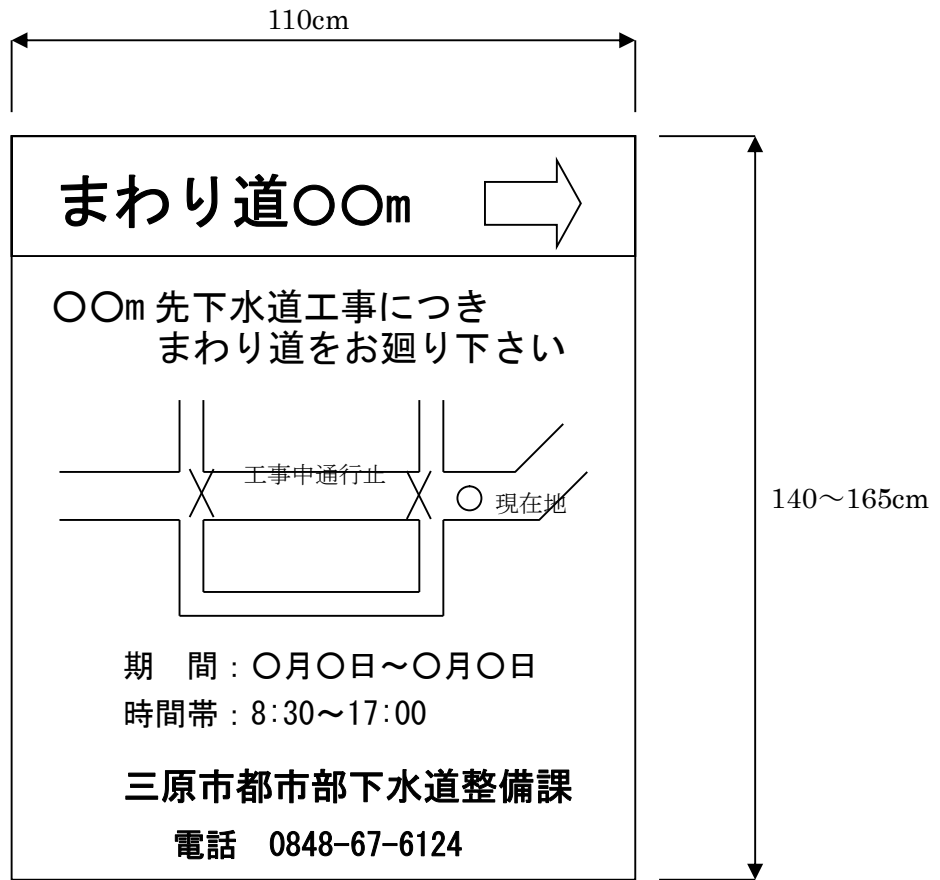 110cm
まわり道○○m
○○m 先下水道工事につき
まわり道をお廻り下さい
工事中通行止
現在地
140～165cm
期　間：○月○日～○月○日
時間帯：8:30～17:00
三原市都市部下水道整備課
電話　0848-67-6124